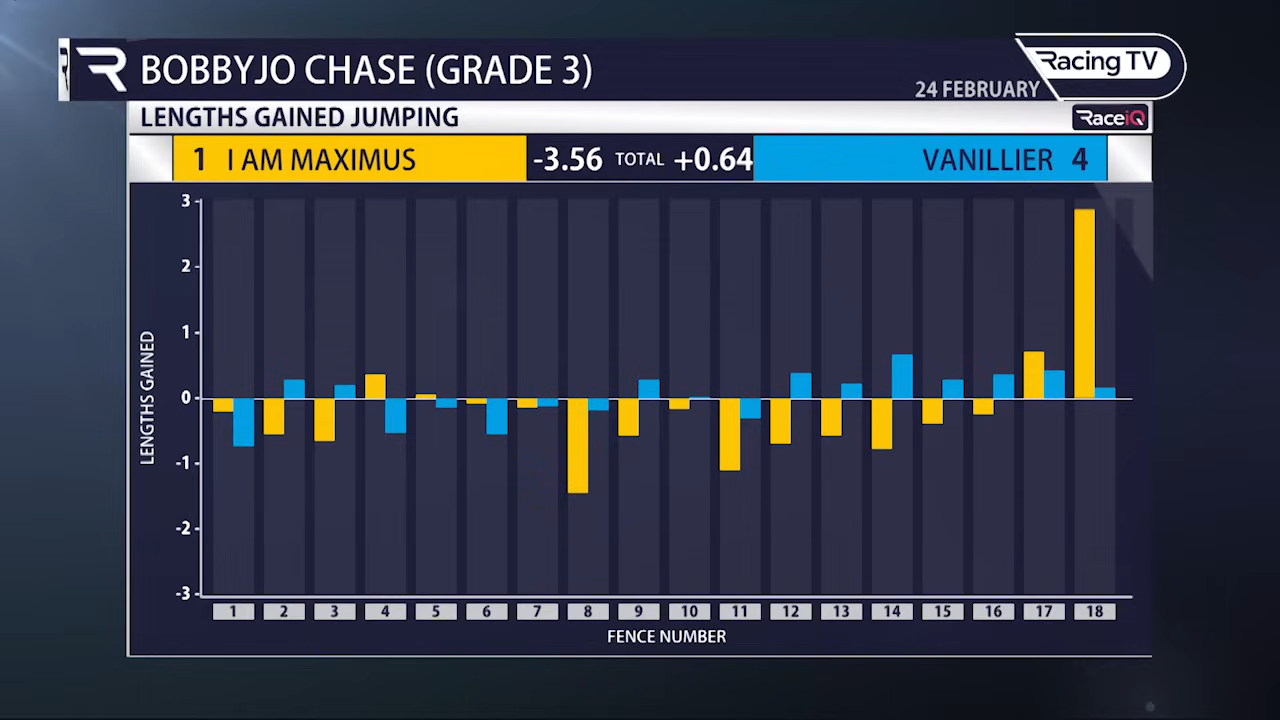 BOBBYJO CHASE (GRADE 3)
Racing TV
24 FEBRUARY
LENGTHS GAINED JUMPING
RaceiQ
1 I AM MAXIMUS -3.56 TOTAL +0.64 VANILLIER 4
3
2
1
0
-1
-2
-3
LENGTHS GAINED
1 2 3 4 5 6 7 8 9 10 11 12 13 14 15 16 17 18
FENCE NUMBER